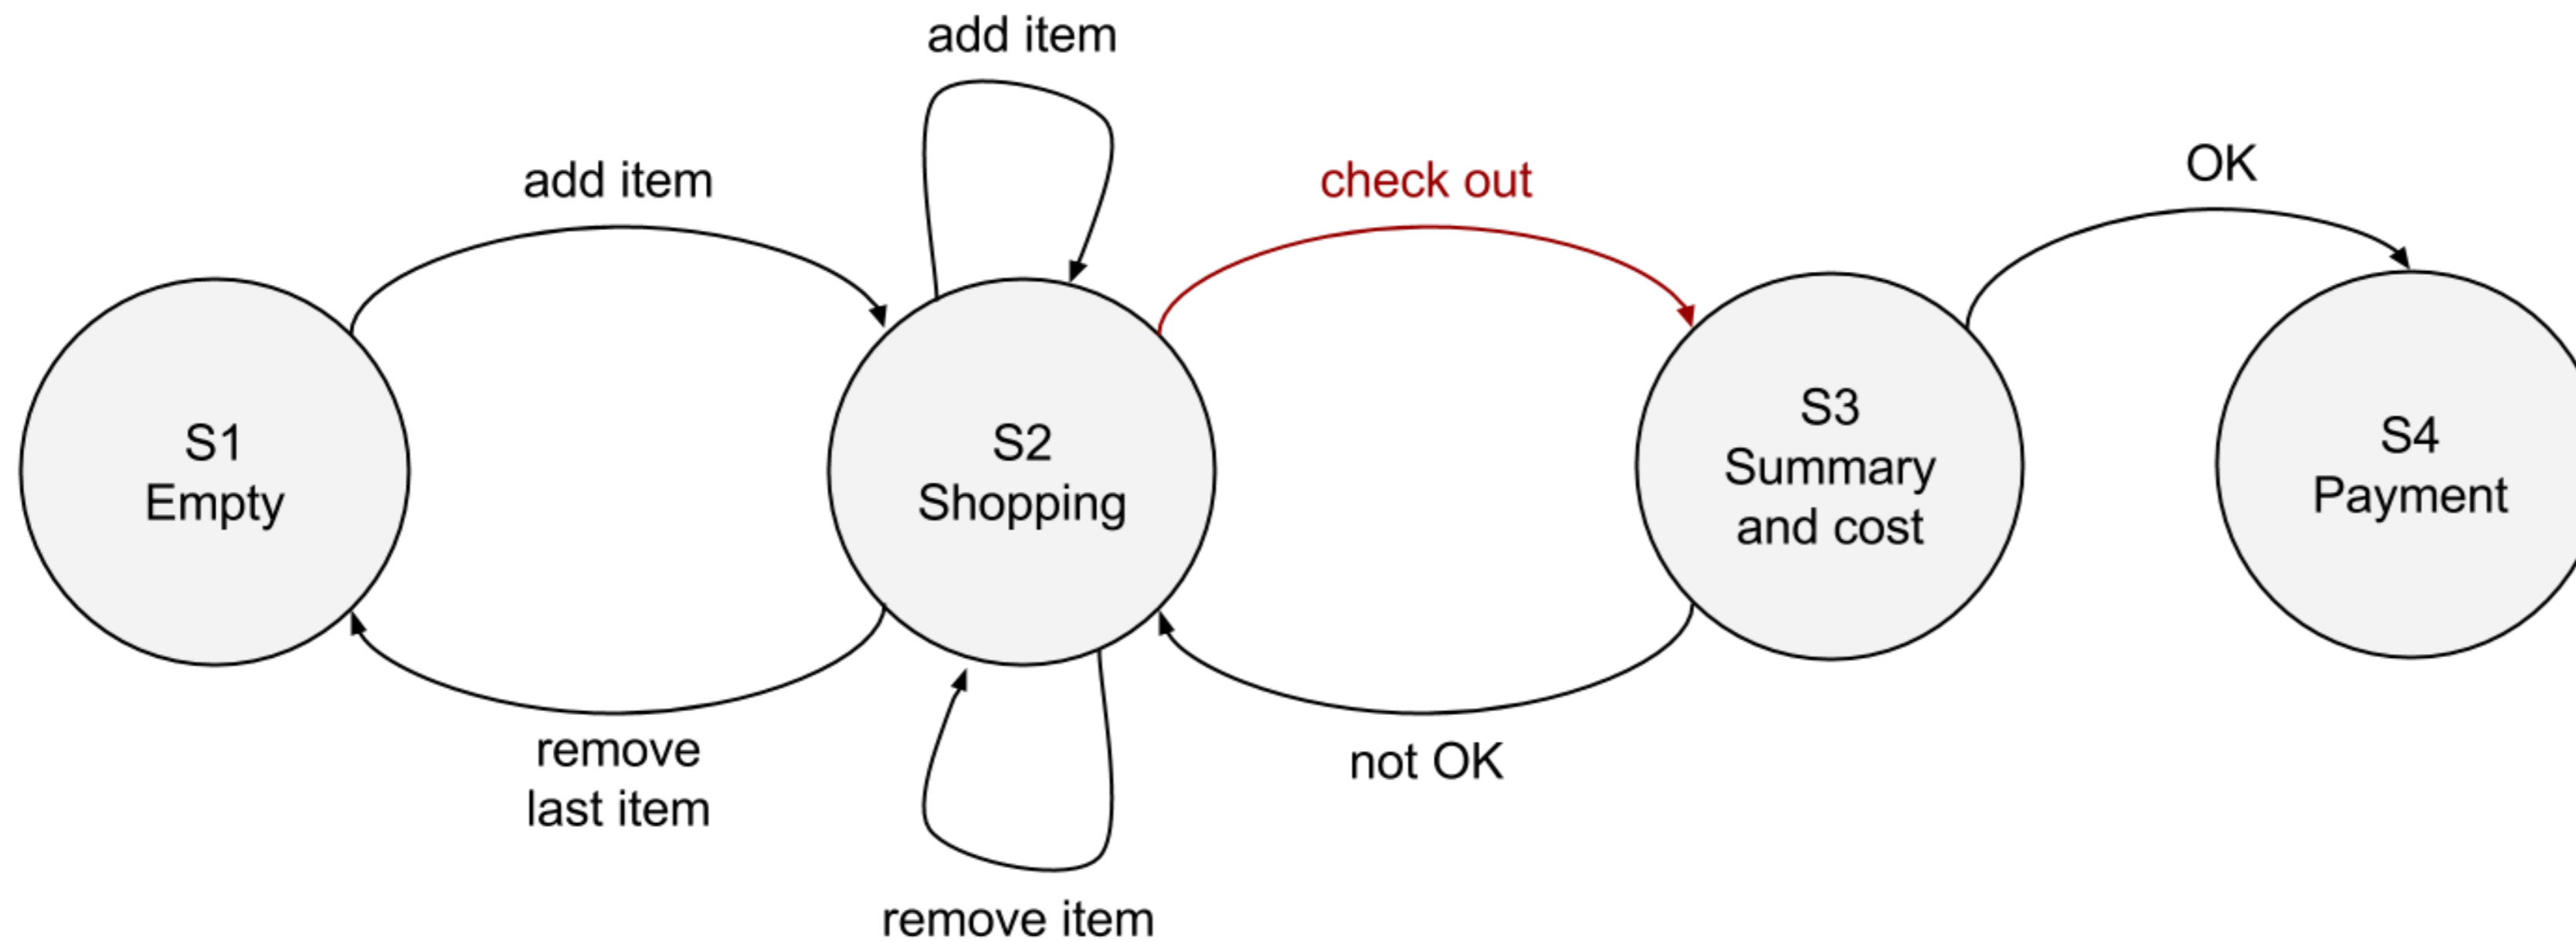 add item
add item
check out
OK
S1
Empty
S2
Shopping
S3
Summary
and cost
S4
Payment
remove
last item
not OK
remove item